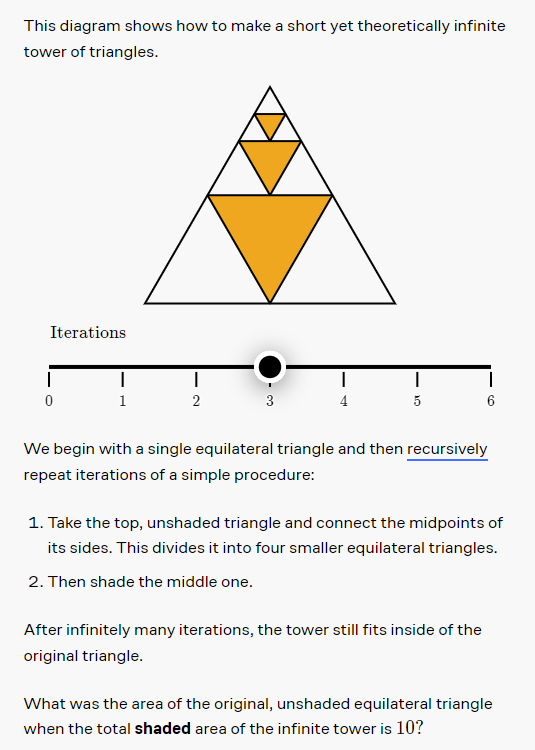 This diagram shows how to make a short yet theoretically infinite
tower of triangles.
Iterations
0 1 2 3 4 5 6
We begin with a single equilateral triangle and then recursively
repeat iterations of a simple procedure:
1. Take the top, unshaded triangle and connect the midpoints of
its sides. This divides it into four smaller equilateral triangles.
2. Then shade the middle one.
After infinitely many iterations, the tower still fits inside of the
original triangle.
What was the area of the original, unshaded equilateral triangle
when the total shaded area of the infinite tower is 10?